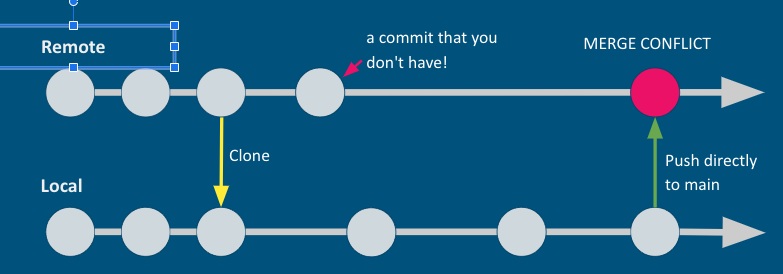 Remote
a commit that you
don't have!
MERGE CONFLICT
Clone
Local
Push directly
to main